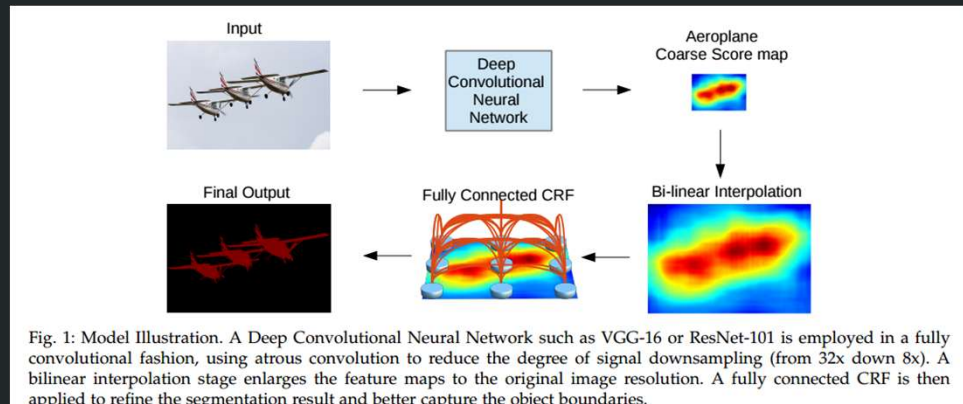 Input
Deep
Convolutional
Neural
Network
Aeroplane
Coarse Score map
Final Output
Fully Connected CRF
Bi-linear Interpolation
Fig. 1: Model Illustration. A Deep Convolutional Neural Network such as VGG-16 or ResNet-101 is employed in a fully
convolutional fashion, using atrous convolution to reduce the degree of signal downsampling (from 32x down 8x). A
bilinear interpolation stage enlarges the feature maps to the original image resolution. A fully connected CRF is then
applied to refine the segmentation result and better capture the object boundaries.